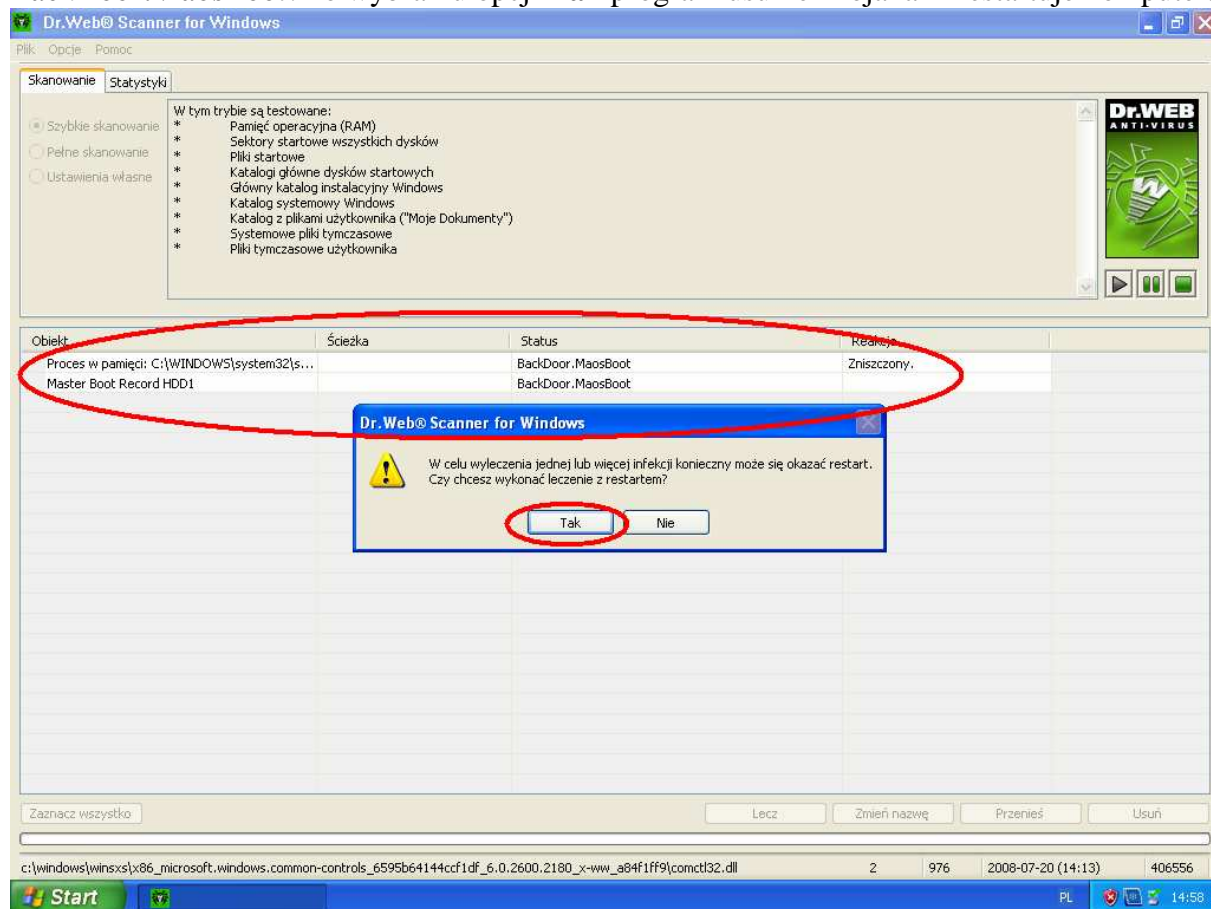 Dr.Web® Scanner for Windows
Plik Opcje Pomoc
Skanowanie Statystyki
Szybkie skanowanie
Pełne skanowanie
Ustawienia własne
W tym trybie są testowane:
* Pamięć operacyjna (RAM)
* Sektory startowe wszystkich dysków
* Pliki startowe
* Katalogi główne dysków startowych
* Główny katalog instalacyjny Windows
* Katalog systemowy Windows
* Katalog z plikami użytkownika ("Moje Dokumenty")
* Systemowe pliki tymczasowe
* Pliki tymczasowe użytkownika
Dr.WEB
ANTI-VIRUS
Obiekt Ścieżka Status Reakcja
Proces w pamięci: C:\WINDOWS\system32\s... BackDoor.MaosBoot Zniszczony.
Master Boot Record HDD1 BackDoor.MaosBoot
Dr.Web® Scanner for Windows
W celu wyleczenia jednej lub więcej infekcji konieczny może się okazać restart.
Czy chcesz wykonać leczenie z restartem?
Tak Nie
Zaznacz wszystko Lecz Zmień nazwę Przenieś Usuń
c:\windows\winsxs\x86_microsoft.windows.common-controls_6595b64144ccf1df_6.0.2600.2180_x-ww_a84f1ff9\comctl32.dll 2 976 2008-07-20 (14:13) 406556
Start PL 14:58